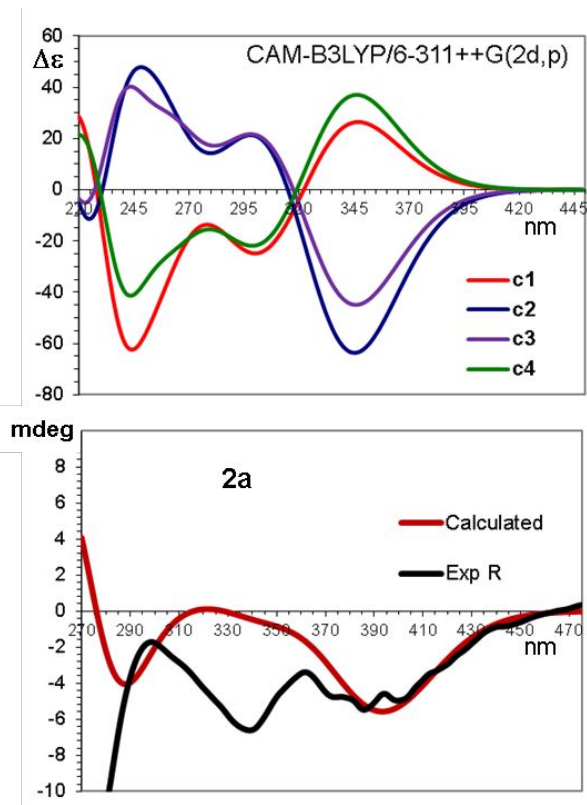 60
Δε
CAM-B3LYP/6-311++G(2d,p)
40
20
0
220 245 270 295 320 345 370 395 420 445
nm
-20
c1
-40
c2
-60
c3
-80
c4
mdeg
8
2a
6
Calculated
4
Exp R
2
0
270 290 310 330 350 370 390 410 430 450 470
nm
-2
-4
-6
-8
-10